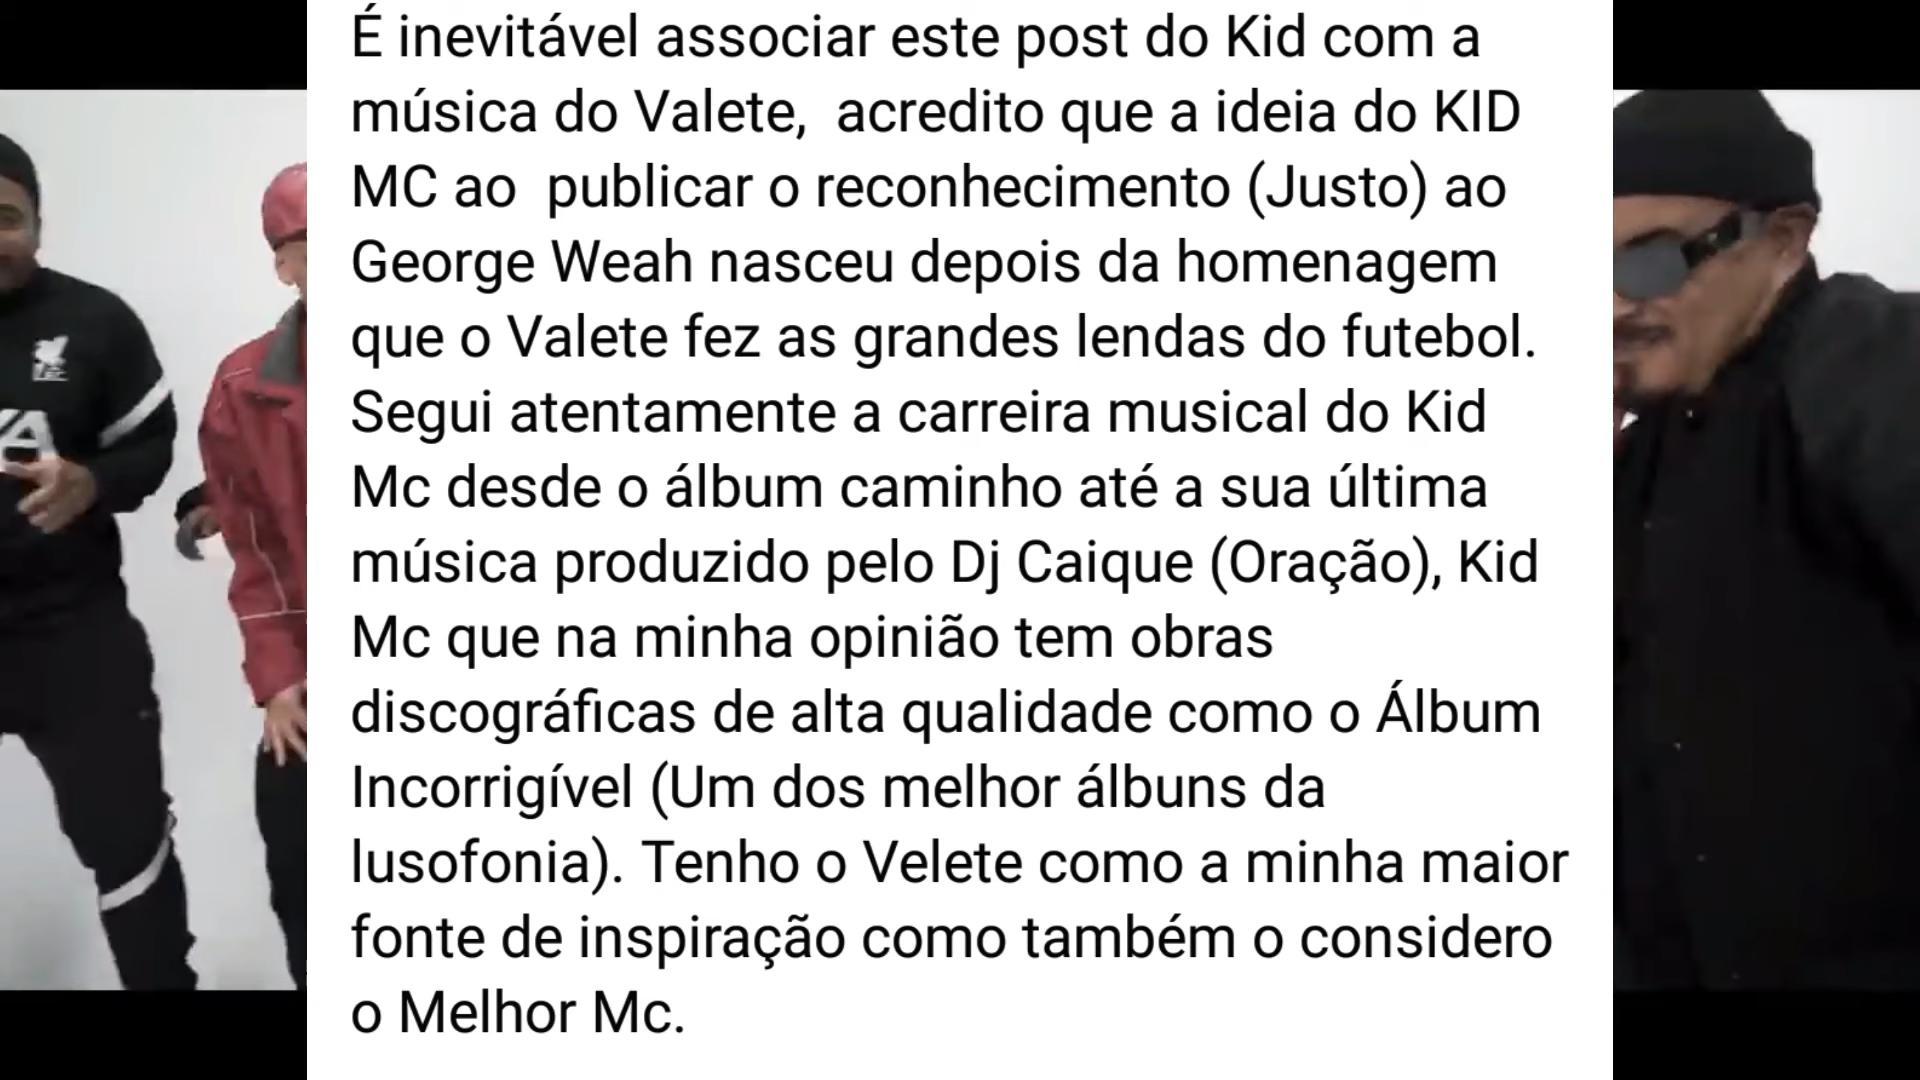 É inevitável associar este post do Kid com a
música do Valete,  acredito que a ideia do KID
MC ao  publicar o reconhecimento (Justo) ao
George Weah nasceu depois da homenagem
que o Valete fez as grandes lendas do futebol.
Segui atentamente a carreira musical do Kid
Mc desde o álbum caminho até a sua última
música produzido pelo Dj Caique (Oração), Kid
Mc que na minha opinião tem obras
discográficas de alta qualidade como o Álbum
Incorrigível (Um dos melhor álbuns da
lusofonia). Tenho o Velete como a minha maior
fonte de inspiração como também o considero
o Melhor Mc.